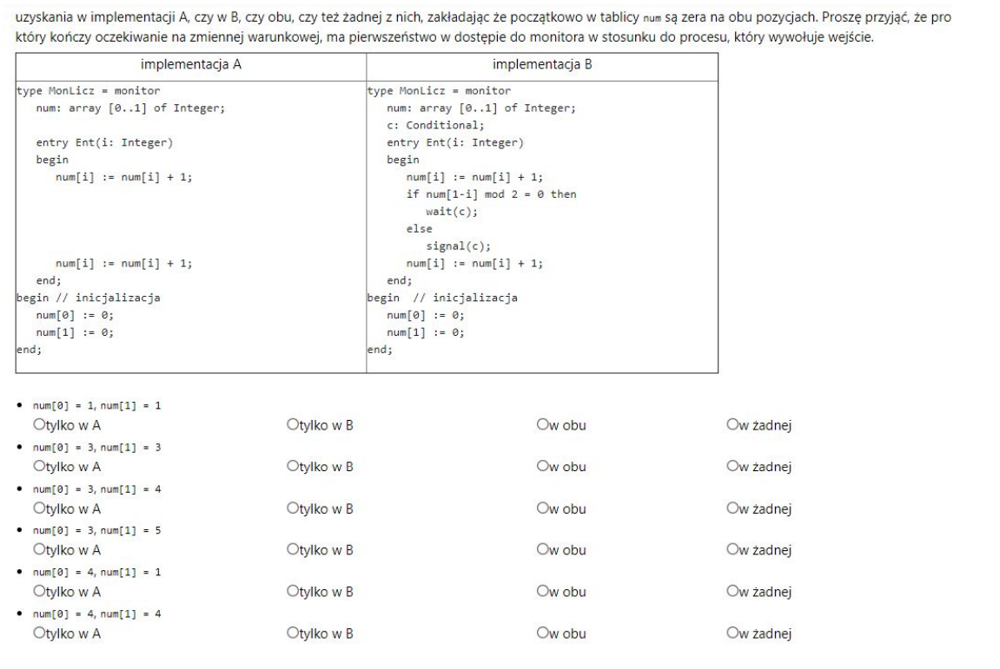 uzyskania w implementacji A, czy w B, czy obu, czy też żadnej z nich, zakładając że początkowo w tablicy num są zera na obu pozycjach. Proszę przyjąć, że pro
który kończy oczekiwanie na zmiennej warunkowej, ma pierwszeństwo w dostępie do monitora w stosunku do procesu, który wywołuje wejście.
implementacja A
type MonLicz = monitor
num: array [0..1] of Integer;
entry Ent(i: Integer)
begin
num[i] := num[i] + 1;
num[i] := num[i] + 1;
end;
begin // inicjalizacja
num[0] := 0;
num[1] := 0;
end;
implementacja B
type MonLicz = monitor
num: array [0..1] of Integer;
c: Conditional;
entry Ent(i: Integer)
begin
num[i] := num[i] + 1;
if num[1-i] mod 2 = 0 then
wait(c);
else
signal(c);
num[i] := num[i] + 1;
end;
begin // inicjalizacja
num[0] := 0;
num[1] := 0;
end;
num[0] = 1, num[1] = 1
tylko w A tylko w B w obu w żadnej
num[0] = 3, num[1] = 3
tylko w A tylko w B w obu w żadnej
num[0] = 3, num[1] = 4
tylko w A tylko w B w obu w żadnej
num[0] = 3, num[1] = 5
tylko w A tylko w B w obu w żadnej
num[0] = 4, num[1] = 1
tylko w A tylko w B w obu w żadnej
num[0] = 4, num[1] = 4
tylko w A tylko w B w obu w żadnej